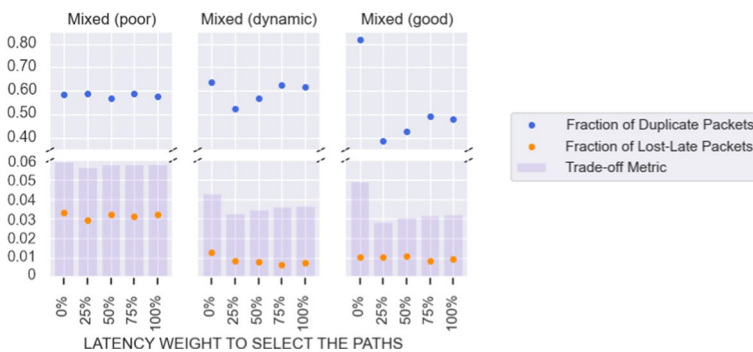 Mixed (poor) Mixed (dynamic) Mixed (good)
0.80
0.70
0.60
0.50
0.40
0.06
0.05
0.04
0.03
0.02
0.01
0
Fraction of Duplicate Packets
Fraction of Lost-Late Packets
Trade-off Metric
0% 25% 50% 75% 100% 0% 25% 50% 75% 100% 0% 25% 50% 75% 100%
LATENCY WEIGHT TO SELECT THE PATHS